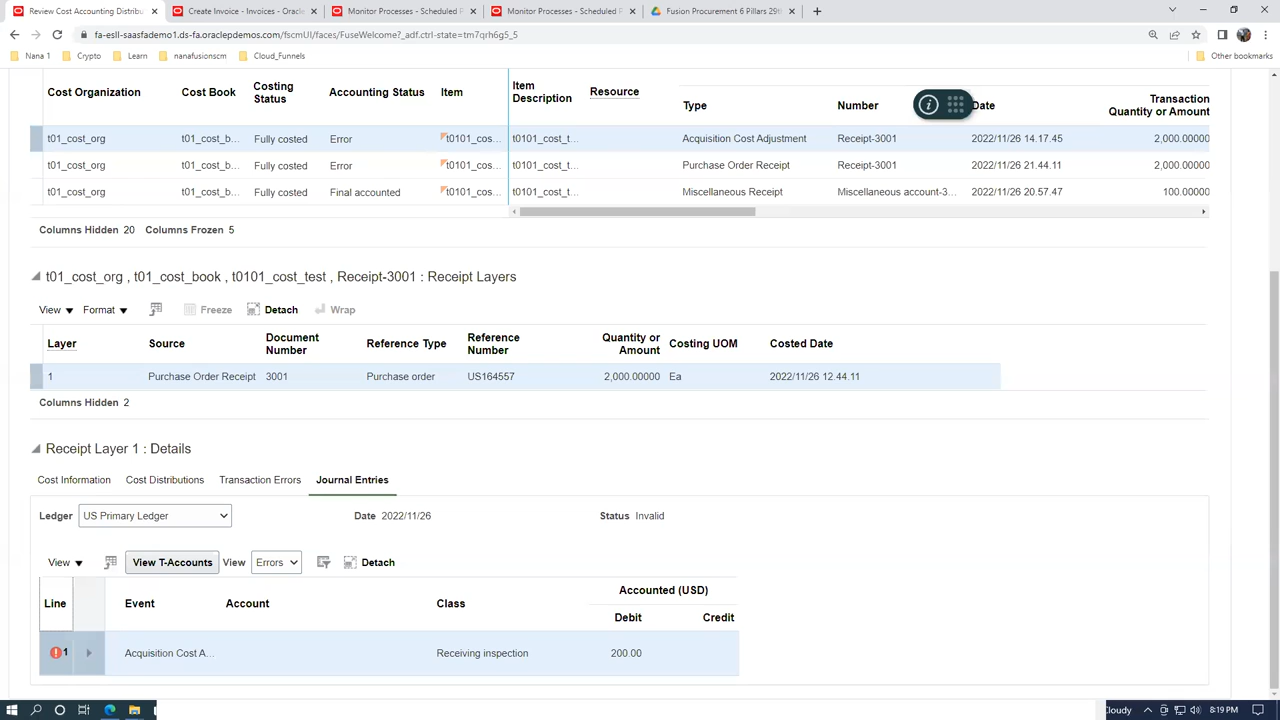 Review Cost Accounting Distribu
Create Invoice - Invoices - Oracle
Monitor Processes - Scheduled P
Monitor Processes - Scheduled P
Fusion Procurement 6 Pillars 29th
fa-esll-saasfademo1.ds-fa.oraclepdemos.com/fscmUI/faces/FuseWelcome?_adf.ctrl-state=tm7qrh6g5_5
Nana 1 Crypto Learn nanafusionscm Cloud_Funnels Other bookmarks
Cost Organization Cost Book Costing Status Accounting Status Item Item Description Resource Type Number Date Transaction Quantity or Amount
t01_cost_org t01_cost_b... Fully costed Error t0101_cos... t0101_cost_t... Acquisition Cost Adjustment Receipt-3001 2022/11/26 14.17.45 2,000.00000
t01_cost_org t01_cost_b... Fully costed Error t0101_cos... t0101_cost_t... Purchase Order Receipt Receipt-3001 2022/11/26 21.44.11 2,000.00000
t01_cost_org t01_cost_b... Fully costed Final accounted t0101_cos... t0101_cost_t... Miscellaneous Receipt Miscellaneous account-3... 2022/11/26 20.57.47 100.00000
Columns Hidden 20 Columns Frozen 5
t01_cost_org , t01_cost_book , t0101_cost_test , Receipt-3001 : Receipt Layers
View Format Freeze Detach Wrap
Layer Source Document Number Reference Type Reference Number Quantity or Amount Costing UOM Costed Date
1 Purchase Order Receipt 3001 Purchase order US164557 2,000.00000 Ea 2022/11/26 12.44.11
Columns Hidden 2
Receipt Layer 1 : Details
Cost Information Cost Distributions Transaction Errors Journal Entries
Ledger US Primary Ledger Date 2022/11/26 Status Invalid
View View T-Accounts View Errors Detach
Accounted (USD)
Line Event Account Class Debit Credit
1 Acquisition Cost A... Receiving inspection 200.00
Cloudy 8:19 PM